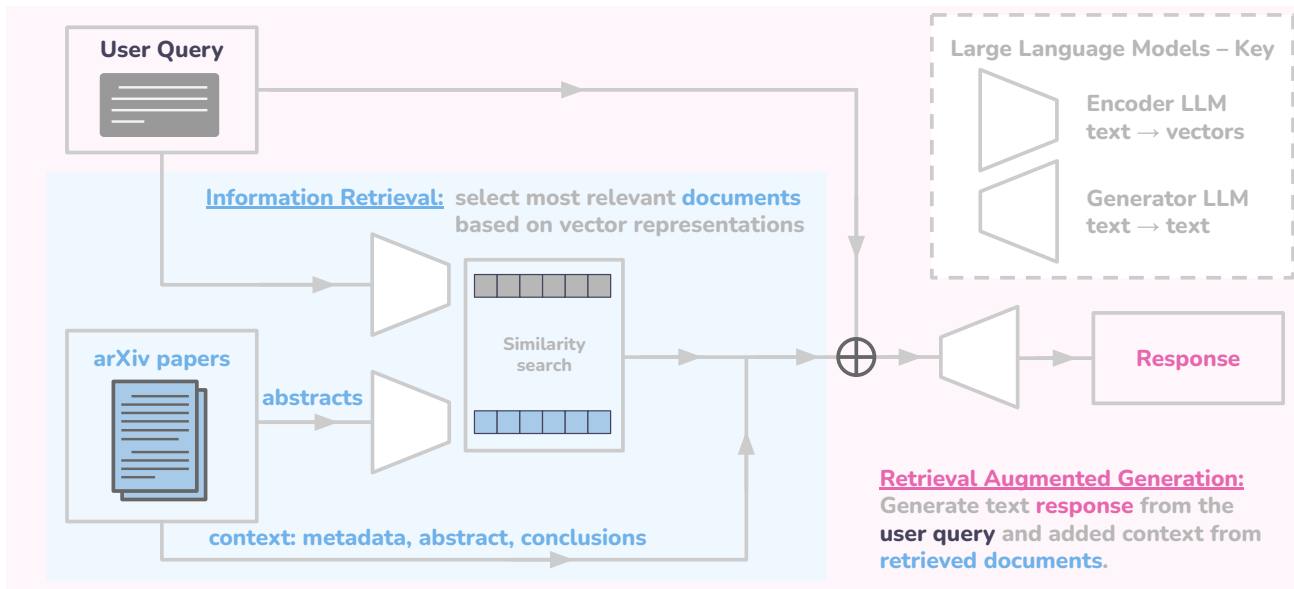 User Query
Large Language Models – Key
Encoder LLM
text → vectors
Generator LLM
text → text
Information Retrieval: select most relevant documents
based on vector representations
Similarity
search
arXiv papers
abstracts
context: metadata, abstract, conclusions
Response
Retrieval Augmented Generation:
Generate text response from the
user query and added context from
retrieved documents.